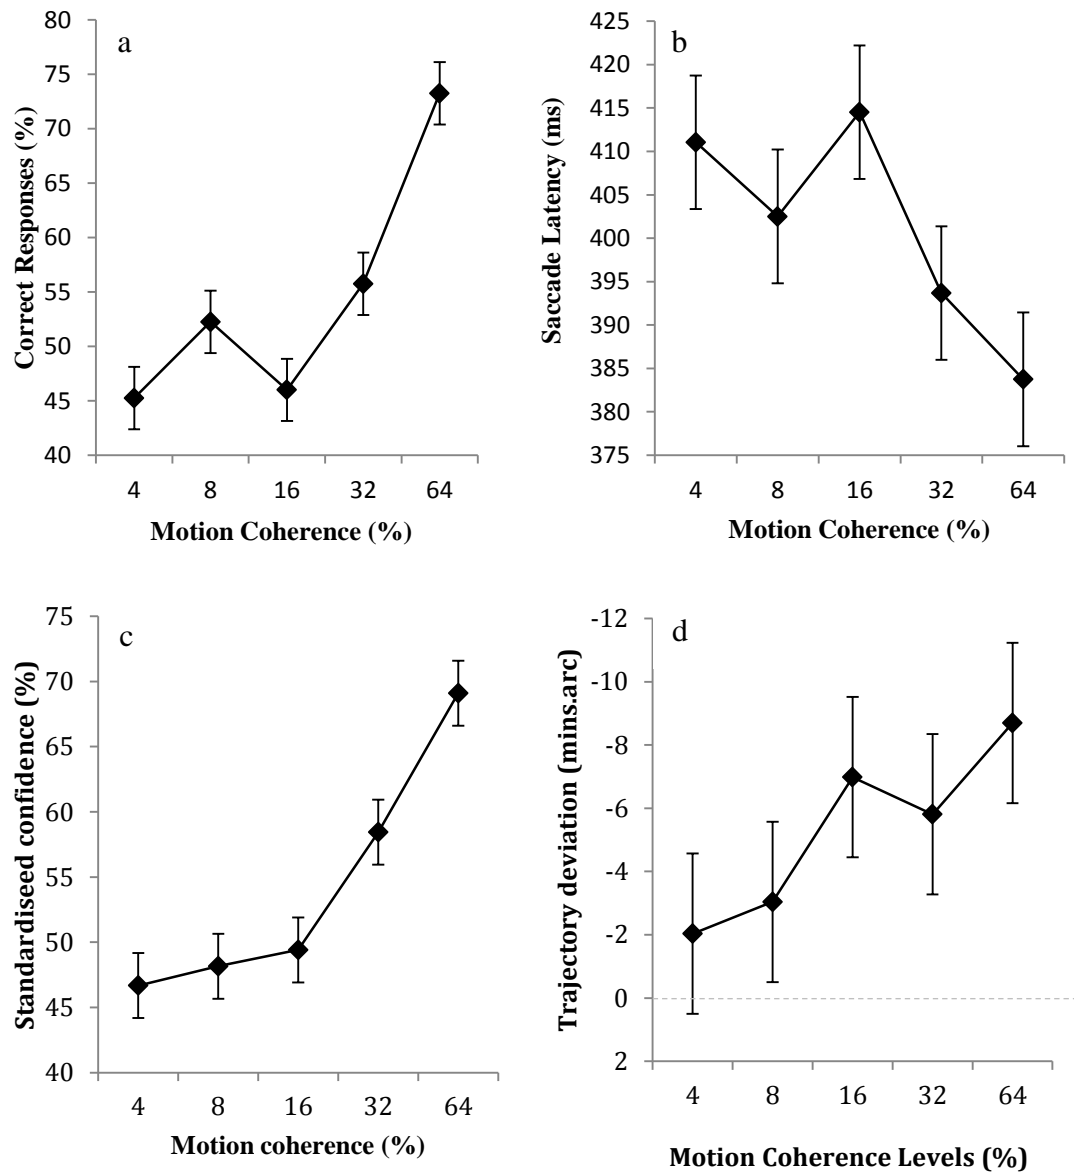 a
Correct Responses (%)
80
75
70
65
60
55
50
45
40
4 8 16 32 64
Motion Coherence (%)
b
Saccade Latency (ms)
425
420
415
410
405
400
395
390
385
380
375
4 8 16 32 64
Motion Coherence (%)
c
Standardiseed confidence (%)
75
70
65
60
55
50
45
40
4 8 16 32 64
Motion coherence (%)
d
Trajectory deviation (mins.arc)
-12
-10
-8
-6
-4
-2
0
2
4 8 16 32 64
Motion Coherence Levels (%)